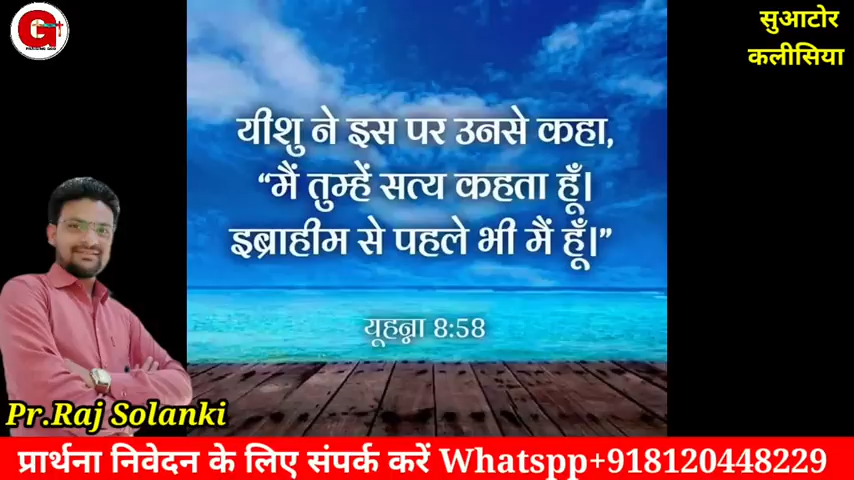 सुआटोर
कलीसिया
यीशु ने इस पर उनसे कहा,
“मैं तुम्हें सत्य कहता हूँ।
इब्राहीम से पहले भी मैं हूँ।”
यूहन्ना 8:58
Pr.Raj Solanki
प्रार्थना निवेदन के लिए संपर्क करें Whatspp+918120448229